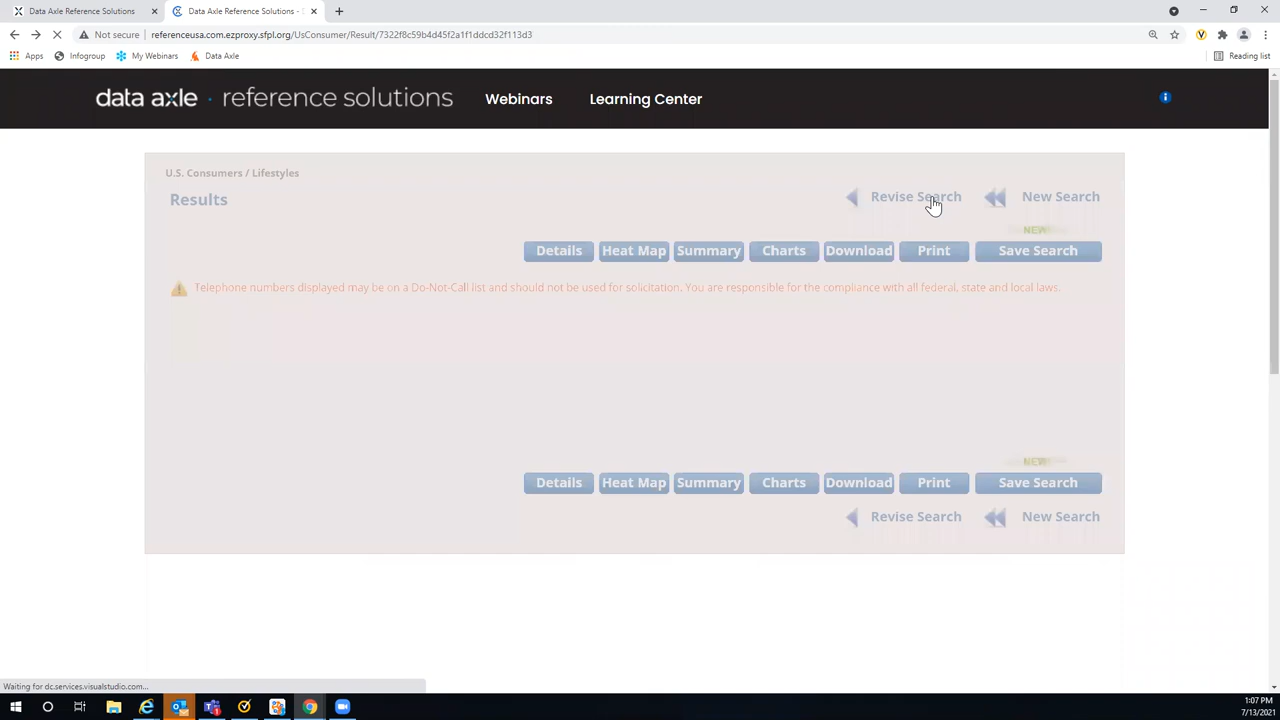 Data Axle Reference Solutions
Data Axle Reference Solutions -
Not secure
referenceusa.com.ezproxy.sfpl.org/UsConsumer/Result/7322f8c59b4d45f2a1f1ddcd32f113d3
Apps
Infogroup
My Webinars
Data Axle
Reading list
data axle · reference solutions
Webinars
Learning Center
U.S. Consumers / Lifestyles
Results
Revise Search
New Search
NEW!
Details
Heat Map
Summary
Charts
Download
Print
Save Search
Telephone numbers displayed may be on a Do-Not-Call list and should not be used for solicitation. You are responsible for the compliance with all federal, state and local laws.
NEW!
Details
Heat Map
Summary
Charts
Download
Print
Save Search
Revise Search
New Search
Waiting for dc.services.visualstudio.com...
1:07 PM
7/13/2021